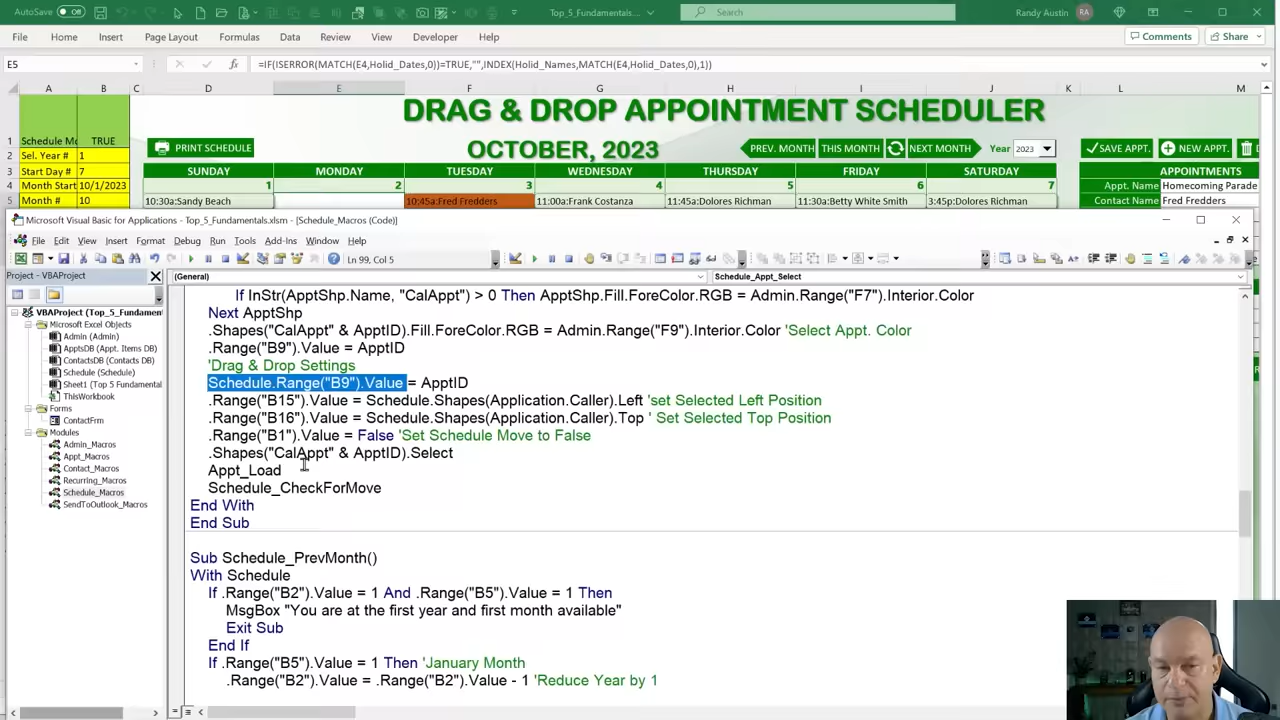 AutoSave Off Top_5_Fundamentals... Search Randy Austin RA
File Home Insert Page Layout Formulas Data Review View Developer Help Comments Share
E5 fx =IF(ISERROR(MATCH(E4,Holid_Dates,0))=TRUE,"",INDEX(Holid_Names,MATCH(E4,Holid_Dates,0),1))
A B C D E F G H I J K L M
DRAG & DROP APPOINTMENT SCHEDULER
1 Schedule Mo TRUE PRINT SCHEDULE OCTOBER, 2023 PREV. MONTH THIS MONTH NEXT MONTH Year 2023 SAVE APPT. NEW APPT.
2 Sel. Year # 1
3 Start Day # 7 SUNDAY MONDAY TUESDAY WEDNESDAY THURSDAY FRIDAY SATURDAY APPOINTMENTS
4 Month Start 10/1/2023 1 2 3 4 5 6 7 Appt. Name Homecoming Parade
5 Month # 10 10:30a:Sandy Beach 10:45a:Fred Fredders 11:00a:Frank Costanza 11:45a:Dolores Richman 11:30a:Betty White Smith 3:45p:Dolores Richman Contact Name Fred Fredders
Microsoft Visual Basic for Applications - Top_5_Fundamentals.xlsm - [Schedule_Macros (Code)]
File Edit View Insert Format Debug Run Tools Add-Ins Window Help
Ln 99, Col 5
Project - VBAProject
(General) Schedule_Appt_Select
VBAProject (Top_5_Fundament
Microsoft Excel Objects
Admin (Admin)
ApptsDB (Appt. Items DB)
ContactsDB (Contacts DB)
Schedule (Schedule)
Sheet1 (Top 5 Fundamental
ThisWorkbook
Forms
ContactFrm
Modules
Admin_Macros
Appt_Macros
Contact_Macros
Recurring_Macros
Schedule_Macros
SendToOutlook_Macros
If InStr(ApptShp.Name, "CalAppt") > 0 Then ApptShp.Fill.ForeColor.RGB = Admin.Range("F7").Interior.Color
Next ApptShp
.Shapes("CalAppt" & ApptID).Fill.ForeColor.RGB = Admin.Range("F9").Interior.Color 'Select Appt. Color
.Range("B9").Value = ApptID
'Drag & Drop Settings
Schedule.Range("B9").Value = ApptID
.Range("B15").Value = Schedule.Shapes(Application.Caller).Left 'set Selected Left Position
.Range("B16").Value = Schedule.Shapes(Application.Caller).Top ' Set Selected Top Position
.Range("B1").Value = False 'Set Schedule Move to False
.Shapes("CalAppt" & ApptID).Select
Appt_Load
Schedule_CheckForMove
End With
End Sub
Sub Schedule_PrevMonth()
With Schedule
If .Range("B2").Value = 1 And .Range("B5").Value = 1 Then
MsgBox "You are at the first year and first month available"
Exit Sub
End If
If .Range("B5").Value = 1 Then 'January Month
.Range("B2").Value = .Range("B2").Value - 1 'Reduce Year by 1